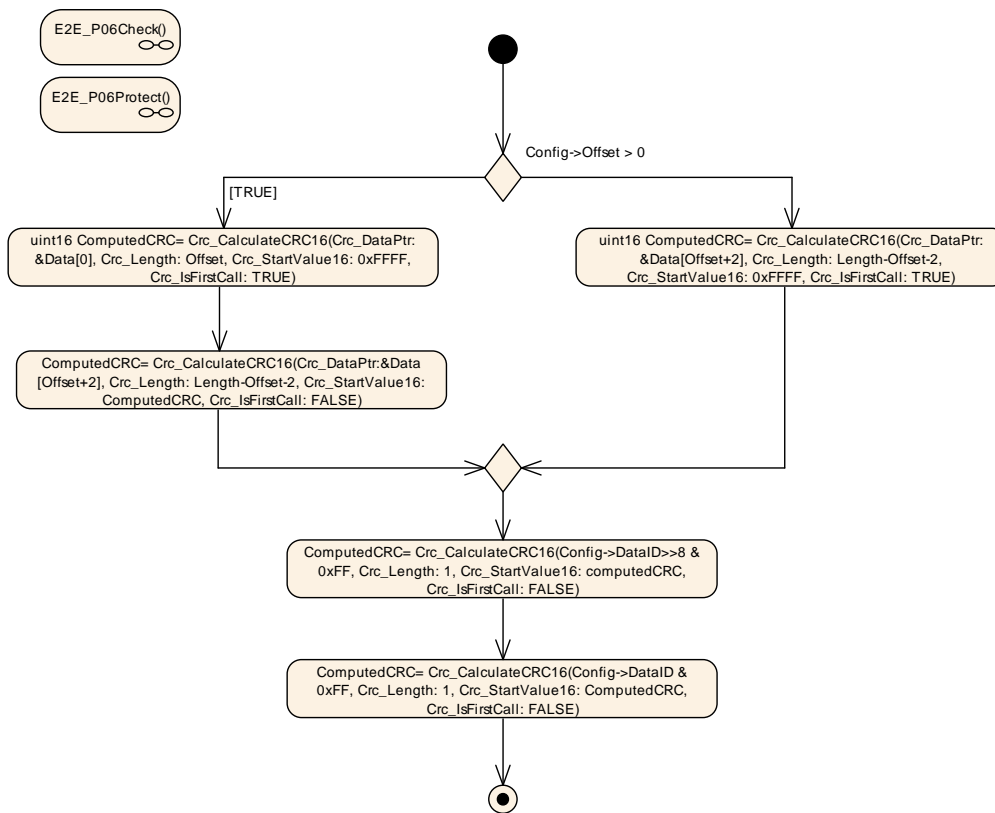 E2E_P06Check()
E2E_P06Protect()
Config->Offset > 0
[TRUE]
uint16 ComputedCRC= Crc_CalculateCRC16(Crc_DataPtr:
&Data[0], Crc_Length: Offset, Crc_StartValue16: 0xFFFF,
Crc_IsFirstCall: TRUE)
uint16 ComputedCRC= Crc_CalculateCRC16(Crc_DataPtr:
&Data[Offset+2], Crc_Length: Length-Offset-2,
Crc_StartValue16: 0xFFFF, Crc_IsFirstCall: TRUE)
ComputedCRC= Crc_CalculateCRC16(Crc_DataPtr:&Data
[Offset+2], Crc_Length: Length-Offset-2, Crc_StartValue16:
ComputedCRC, Crc_IsFirstCall: FALSE)
ComputedCRC= Crc_CalculateCRC16(Config->DataID>>8 &
0xFF, Crc_Length: 1, Crc_StartValue16: computedCRC,
Crc_IsFirstCall: FALSE)
ComputedCRC= Crc_CalculateCRC16(Config->DataID &
0xFF, Crc_Length: 1, Crc_StartValue16: ComputedCRC,
Crc_IsFirstCall: FALSE)